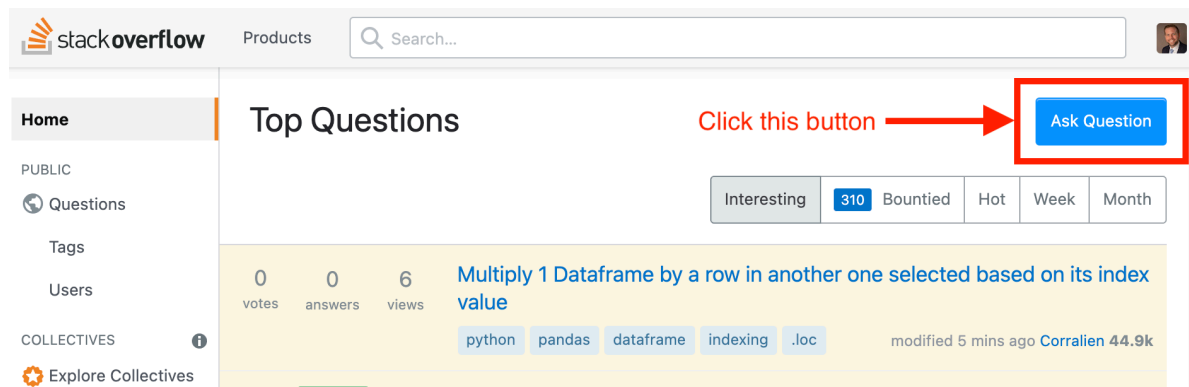 stack overflow Products Search...
Home
Top Questions
Click this button
Ask Question
PUBLIC
Questions
Tags
Users
COLLECTIVES
Explore Collectives
Interesting 310 Bountied Hot Week Month
0 votes
0 answers
6 views
Multiply 1 Dataframe by a row in another one selected based on its index
value
python pandas dataframe indexing .loc
modified 5 mins ago Corralien 44.9k